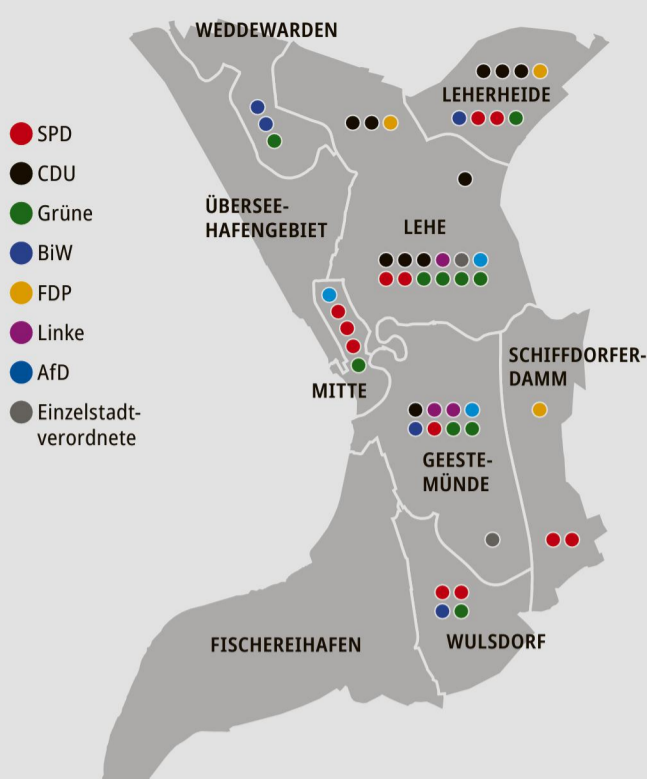 WEDDEWARDEN
LEHERHEIDE
SPD
CDU
Grüne
BiW
FDP
Linke
AfD
Einzelstadt-
verordnete
ÜBERSEE-
HAFENGEBIET
LEHE
MITTE
SCHIFFDORFER-
DAMM
GEESTE-
MÜNDE
FISCHEREIHAFEN
WULSDORF